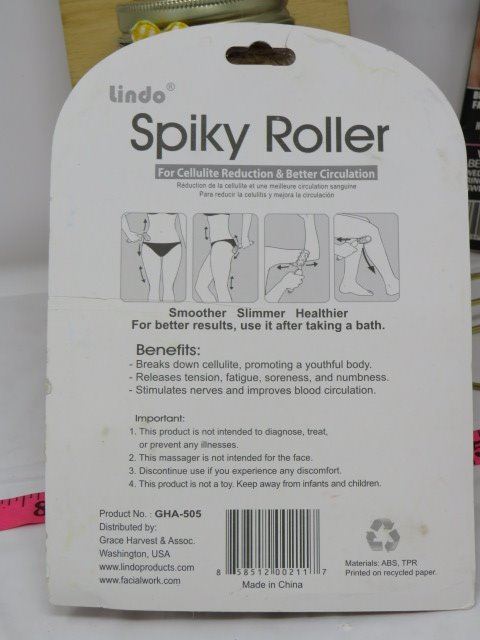 Lindo®
Spiky Roller
For Cellulite Reduction & Better Circulation
Réduction de la cellulite et une meilleure circulation sanguine
Para reducir la celulitis y mejora la circulación
Smoother Slimmer Healthier
For better results, use it after taking a bath.
Benefits:
- Breaks down cellulite, promoting a youthful body.
- Releases tension, fatigue, soreness, and numbness.
- Stimulates nerves and improves blood circulation.
Important:
1. This product is not intended to diagnose, treat,
or prevent any illnesses.
2. This massager is not intended for the face.
3. Discontinue use if you experience any discomfort.
4. This product is not a toy. Keep away from infants and children.
Product No. : GHA-505
Distributed by:
Grace Harvest & Assoc.
Washington, USA
www.lindoproducts.com
www.facialwork.com
8 58512 00211 7
Made in China
Materials: ABS, TPR
Printed on recycled paper.